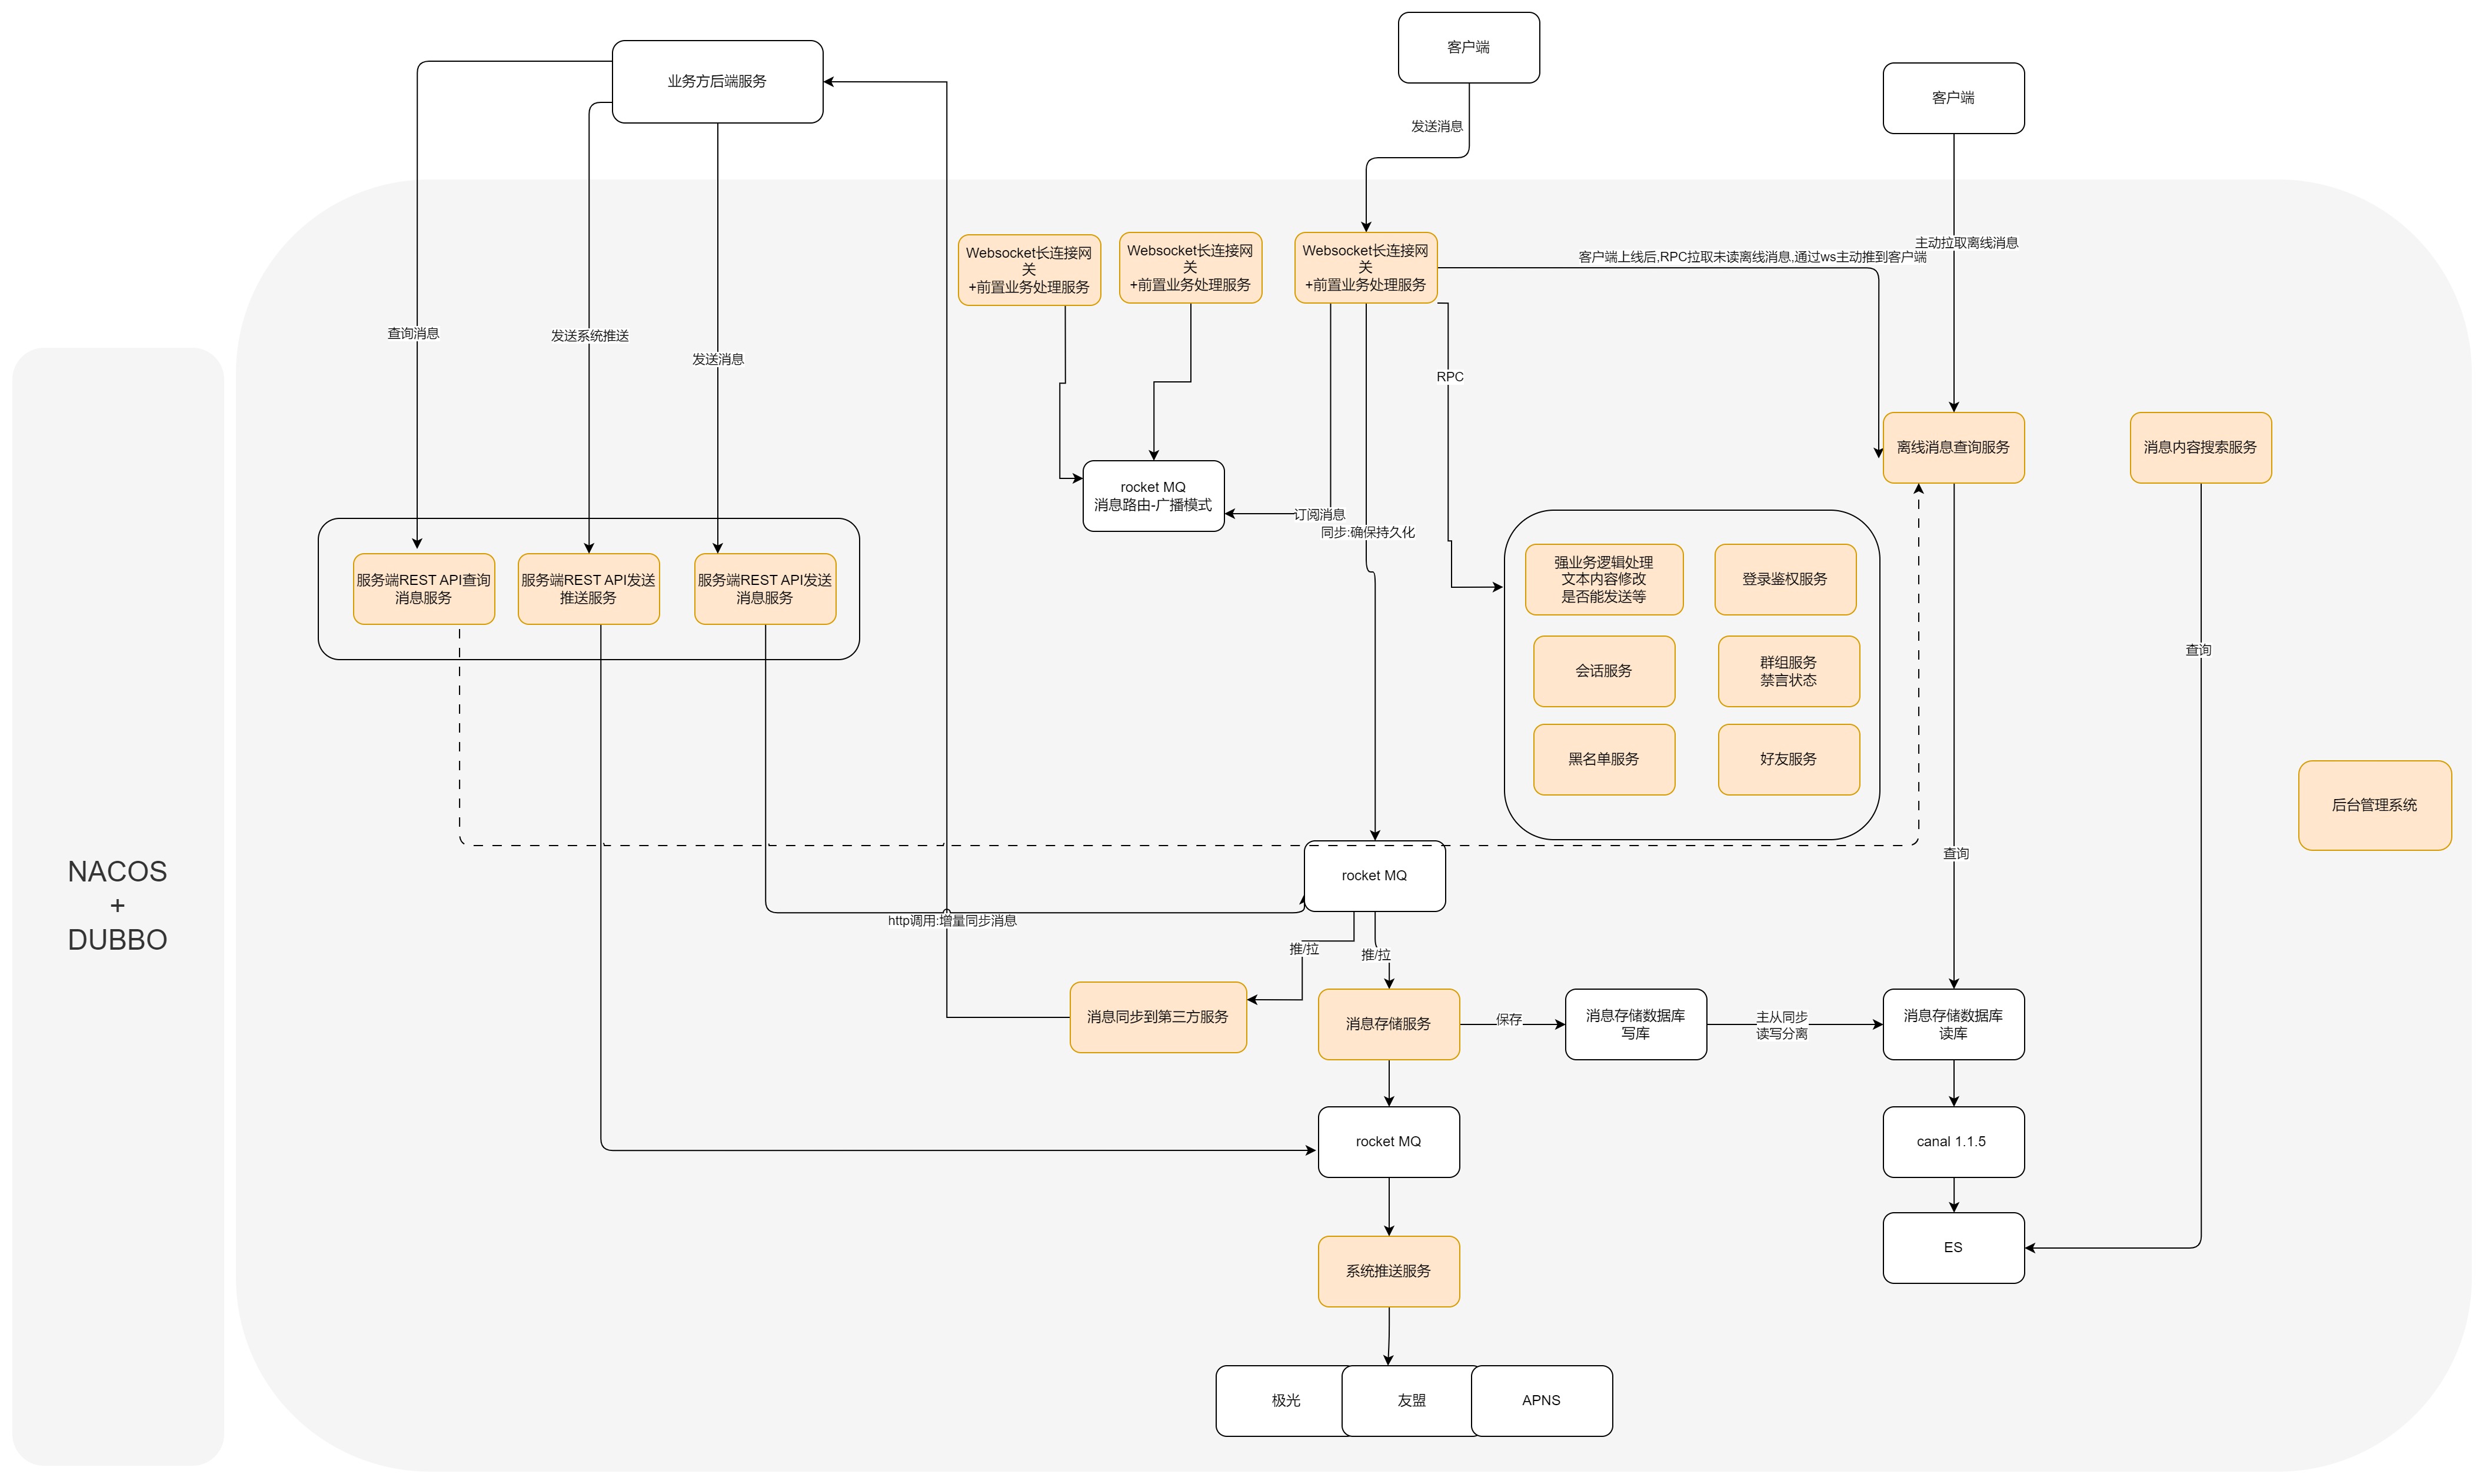 客户端
业务方后端服务
客户端
发送消息
主动拉取离线消息
Websocket长连接网
关
+前置业务处理服务
Websocket长连接网
关
+前置业务处理服务
Websocket长连接网
关
+前置业务处理服务
客户端上线后,RPC拉取未读离线消息,通过ws主动推到客户端
查询消息
发送系统推送
发送消息
RPC
离线消息查询服务
消息内容搜索服务
rocket MQ
消息路由-广播模式
订阅消息
同步:确保持久化
服务端REST API查询
消息服务
服务端REST API发送
推送服务
服务端REST API发送
消息服务
强业务逻辑处理
文本内容修改
是否能发送等
登录鉴权服务
会话服务
群组服务
禁言状态
黑名单服务
好友服务
查询
后台管理系统
NACOS
+
DUBBO
查询
rocket MQ
http调用:增量同步消息
推/拉
推/拉
消息同步到第三方服务
消息存储服务
保存
消息存储数据库
写库
主从同步
读写分离
消息存储数据库
读库
rocket MQ
canal 1.1.5
系统推送服务
ES
极光
友盟
APNS